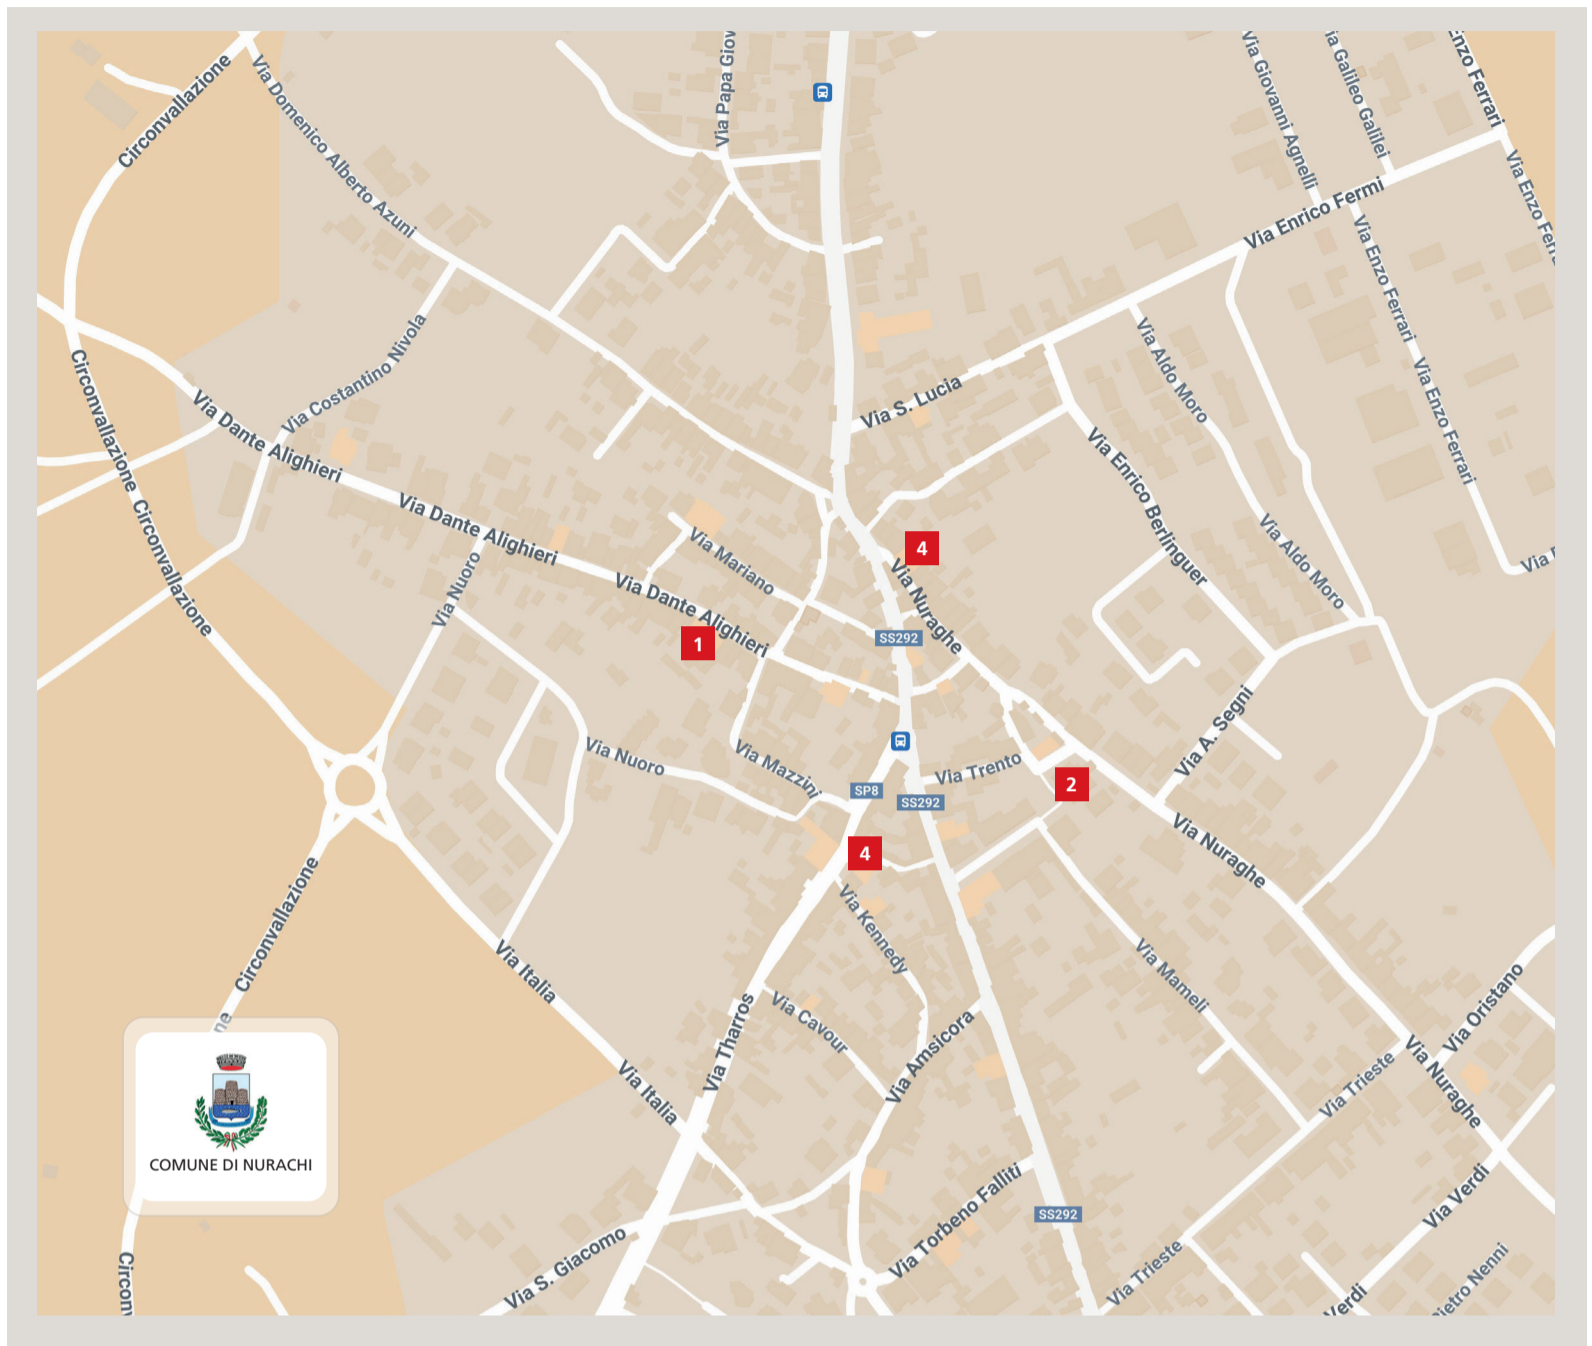 Circonvallazione
Via Domenico Alberto Azuni
Via Papa Giov
Via Giovanni Agnelli
ia Galileo Galilei
Enzo Ferrari
Via Enzo Ferr
Via Enrico Fermi
Via Enzo Ferrari
Via Enzo Ferrari
Via Costantino Nivola
Circonvallazione
Via Dante Alighieri
Via S. Lucia
Via Aldo Moro
Via Enrico Berlinguer
Circonvallazione
Via Dante Alighieri
Via Mariano
4
Via Nuraghe
Via Aldo Moro
Via Nuoro
Via Dante Alighieri
1
SS292
Via A. Segni
Via Nuoro
Via Mazzini
SP8
SS292
Via Trento
2
Via Nuraghe
4
Circonvallazione
Via Kennedy
Via Italia
Via Mameli
Via Oristano
Via Tharros
Via Cavour
Via Amsicora
ne
COMUNE DI NURACHI
Via Italia
Via Trieste
Via Nuraghe
Via Torbeno Falliti
SS292
Via Verdi
Via S. Giacomo
Via Trieste
Circon
Verdi
Pietro Nenni